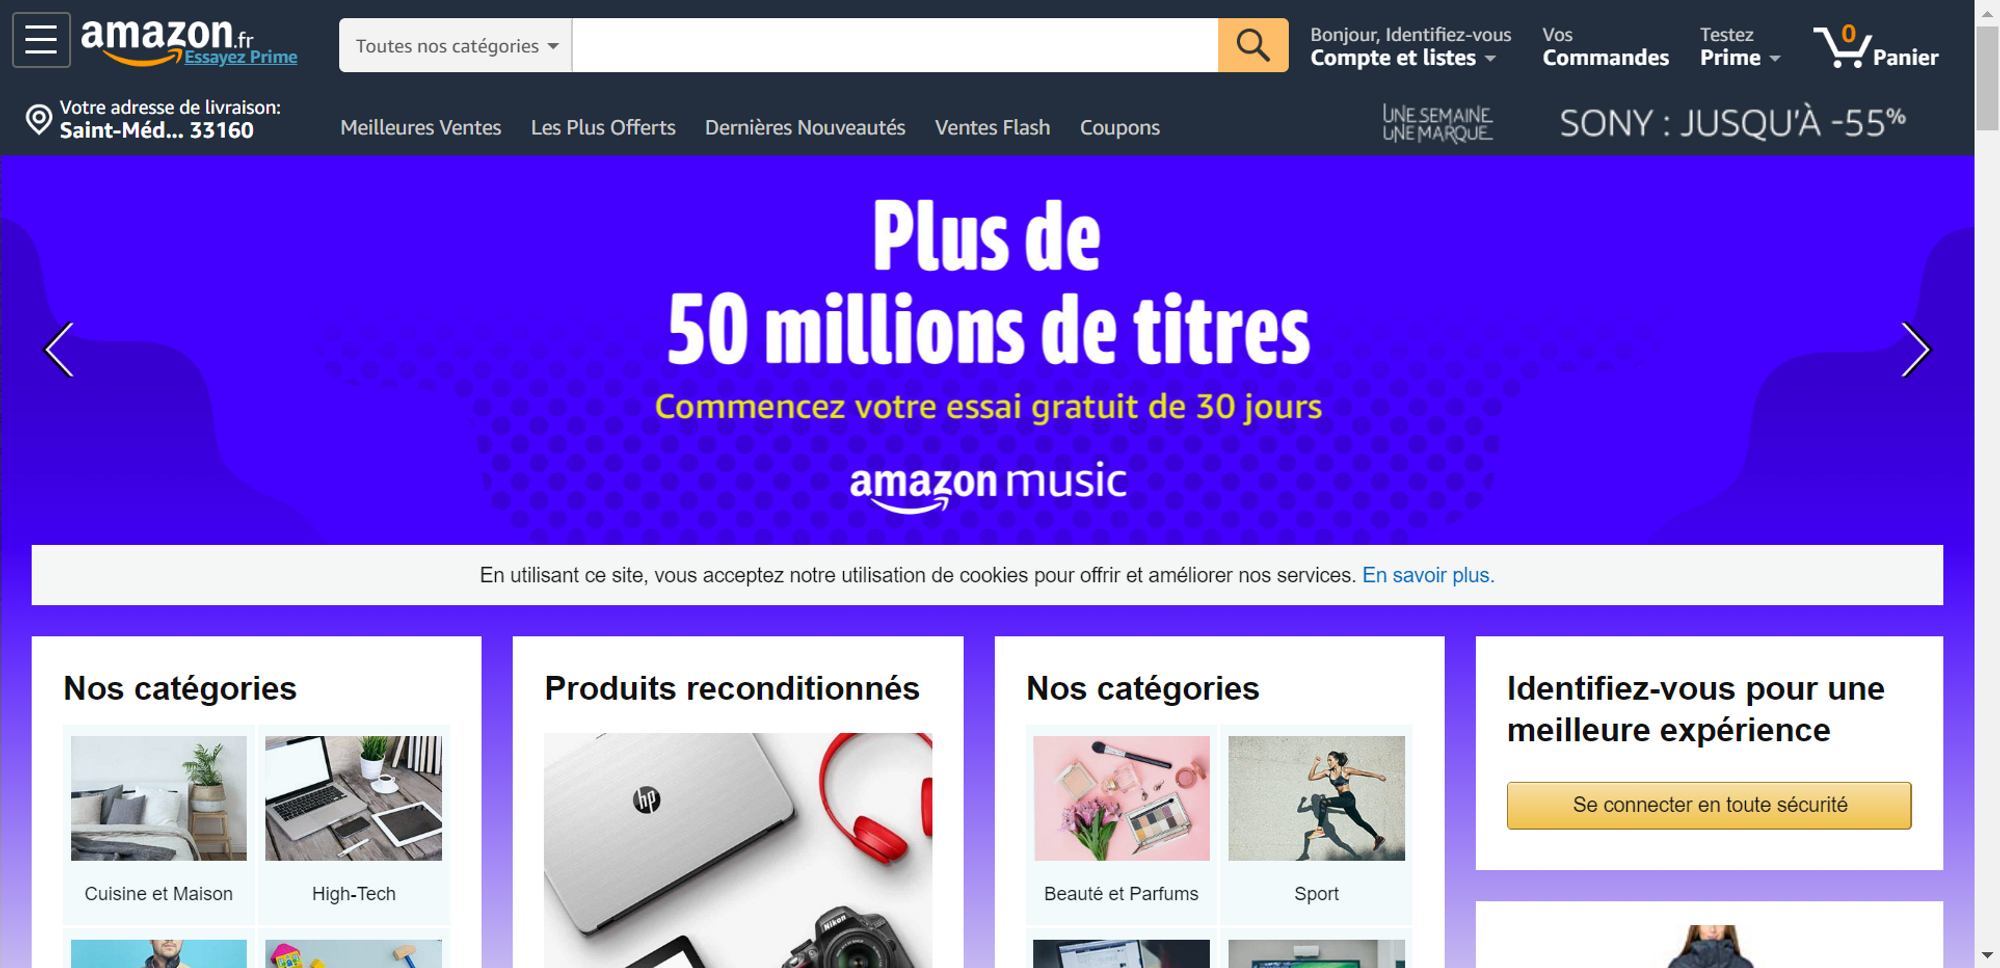 amazon.fr
Essayez Prime
Toutes nos catégories
Bonjour, Identifiez-vous
Compte et listes
Vos
Commandes
Testez
Prime
0
Panier
Votre adresse de livraison:
Saint-Méd... 33160
Meilleures Ventes
Les Plus Offerts
Dernières Nouveautés
Ventes Flash
Coupons
UNE SEMAINE
UNE MARQUE
SONY : JUSQU'À -55%
Plus de
50 millions de titres
Commencez votre essai gratuit de 30 jours
amazon music
En utilisant ce site, vous acceptez notre utilisation de cookies pour offrir et améliorer nos services. En savoir plus.
Nos catégories
Cuisine et Maison
High-Tech
Produits reconditionnés
hp
Nikon
Nos catégories
Beauté et Parfums
Sport
Identifiez-vous pour une
meilleure expérience
Se connecter en toute sécurité